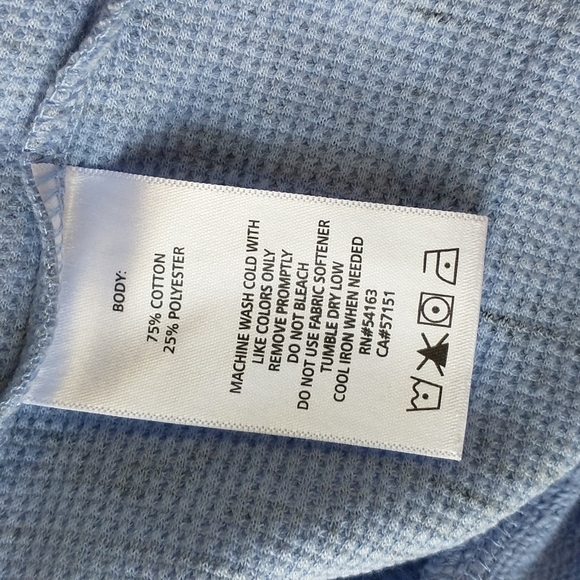 BODY:
75% COTTON
25% POLYESTER
MACHINE WASH COLD WITH
LIKE COLORS ONLY
REMOVE PROMPTLY
DO NOT BLEACH
DO NOT USE FABRIC SOFTENER
TUMBLE DRY LOW
COOL IRON WHEN NEEDED
RN#54163
CA#57151